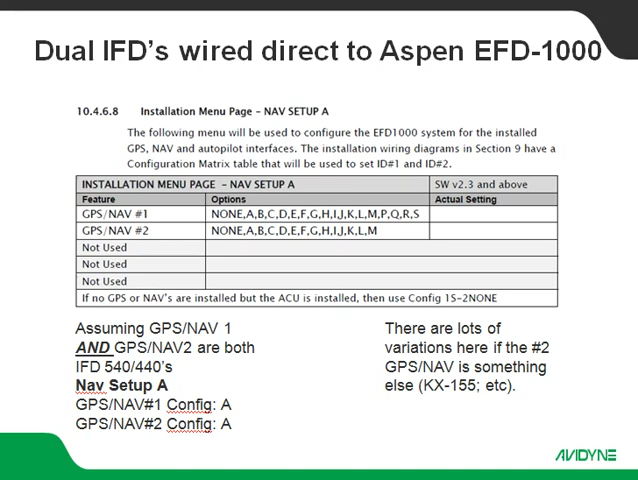 Dual IFD's wired direct to Aspen EFD-1000
10.4.6.8 Installation Menu Page – NAV SETUP A
The following menu will be used to configure the EFD1000 system for the installed
GPS, NAV and autopilot interfaces. The installation wiring diagrams in Section 9 have a
Configuration Matrix table that will be used to set ID#1 and ID#2.
INSTALLATION MENU PAGE - NAV SETUP A SW v2.3 and above
Feature Options Actual Setting
GPS/NAV #1 NONE,A,B,C,D,E,F,G,H,I,J,K,L,M,P,Q,R,S
GPS/NAV #2 NONE,A,B,C,D,E,F,G,H,I,J,K,L,M
Not Used
Not Used
Not Used
If no GPS or NAV's are installed but the ACU is installed, then use Config 1S-2NONE
Assuming GPS/NAV 1
AND GPS/NAV2 are both
IFD 540/440's
Nav Setup A
GPS/NAV#1 Config: A
GPS/NAV#2 Config: A
There are lots of
variations here if the #2
GPS/NAV is something
else (KX-155; etc).
AVIDYNE